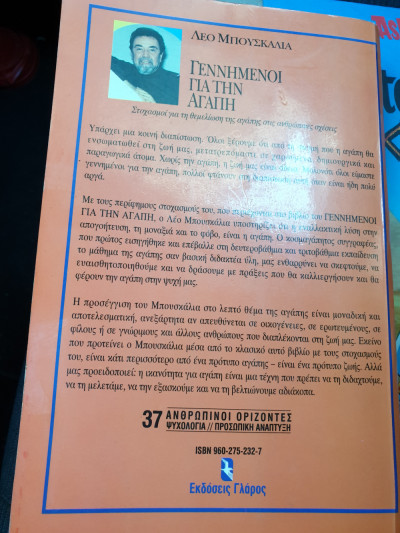 ΛΕΟ ΜΠΟΥΣΚΑΛΙΑ
ΓΕΝΝΗΜΕΝΟΙ
ΓΙΑ ΤΗΝ
ΑΓΑΠΗ
Στοχασμοί για τη θεμελίωση της αγάπης στις ανθρώπινες σχέσεις
Υπάρχει μια κοινή διαπίστωση. Όλοι ξέρουμε ότι από τη στιγμή που η αγάπη θα
ενσωματωθεί στη ζωή μας, μετατρεπόμαστε σε χαρούμενα, δημιουργικά και
παραγωγικά άτομα. Χωρίς την αγάπη, η ζωή μας είναι άδεια. Μολονότι όλοι είμαστε
γεννημένοι για την αγάπη, πολλοί φτάνουν στη διαπίστωση αυτή όταν είναι ήδη πολύ
αργά.
Με τους περίφημους στοχασμούς του, που περιέχονται στο βιβλίο του ΓΕΝΝΗΜΕΝΟΙ
ΓΙΑ ΤΗΝ ΑΓΑΠΗ, ο Λέο Μπουσκάλια υποστηρίζει ότι η εναλλακτική λύση στην
απογοήτευση, τη μοναξιά και το φόβο, είναι η αγάπη. Ο κοσμαγάπητος συγγραφέας,
που πρώτος εισηγήθηκε και επέβαλλε στη δευτεροβάθμια και τριτοβάθμια εκπαίδευση
το μάθημα της αγάπης σαν βασική διδακτέα ύλη, μας ενθαρρύνει να σκεφτούμε, να
ευαισθητοποιηθούμε και να δράσουμε με πράξεις που θα καλλιεργήσουν και θα
φέρουν την αγάπη στην ψυχή μας.
Η προσέγγιση του Μπουσκάλια στο λεπτό θέμα της αγάπης είναι μοναδική και
αποτελεσματική, ανεξάρτητα αν απευθύνεται σε οικογένειες, σε ερωτευμένους, σε
φίλους ή σε γνώριμους και άλλους ανθρώπους που διαπλέκονται στη ζωή μας. Εκείνο
που προτείνει ο Μπουσκάλια μέσα από το κλασικό αυτό βιβλίο με τους στοχασμούς
του, είναι κάτι περισσότερο από ένα πρότυπο αγάπης – είναι ένα πρότυπο ζωής. Αλλά
μας προειδοποιεί: η ικανότητα για αγάπη είναι μια τέχνη που πρέπει να τη διδαχτούμε,
να τη μελετάμε, να την εξασκούμε και να τη βελτιώνουμε αδιάκοπα.
37 ΑΝΘΡΩΠΙΝΟΙ ΟΡΙΖΟΝΤΕΣ
ΨΥΧΟΛΟΓΙΑ // ΠΡΟΣΩΠΙΚΗ ΑΝΑΠΤΥΞΗ
ISBN 960-275-232-7
Εκδόσεις Γλάρος